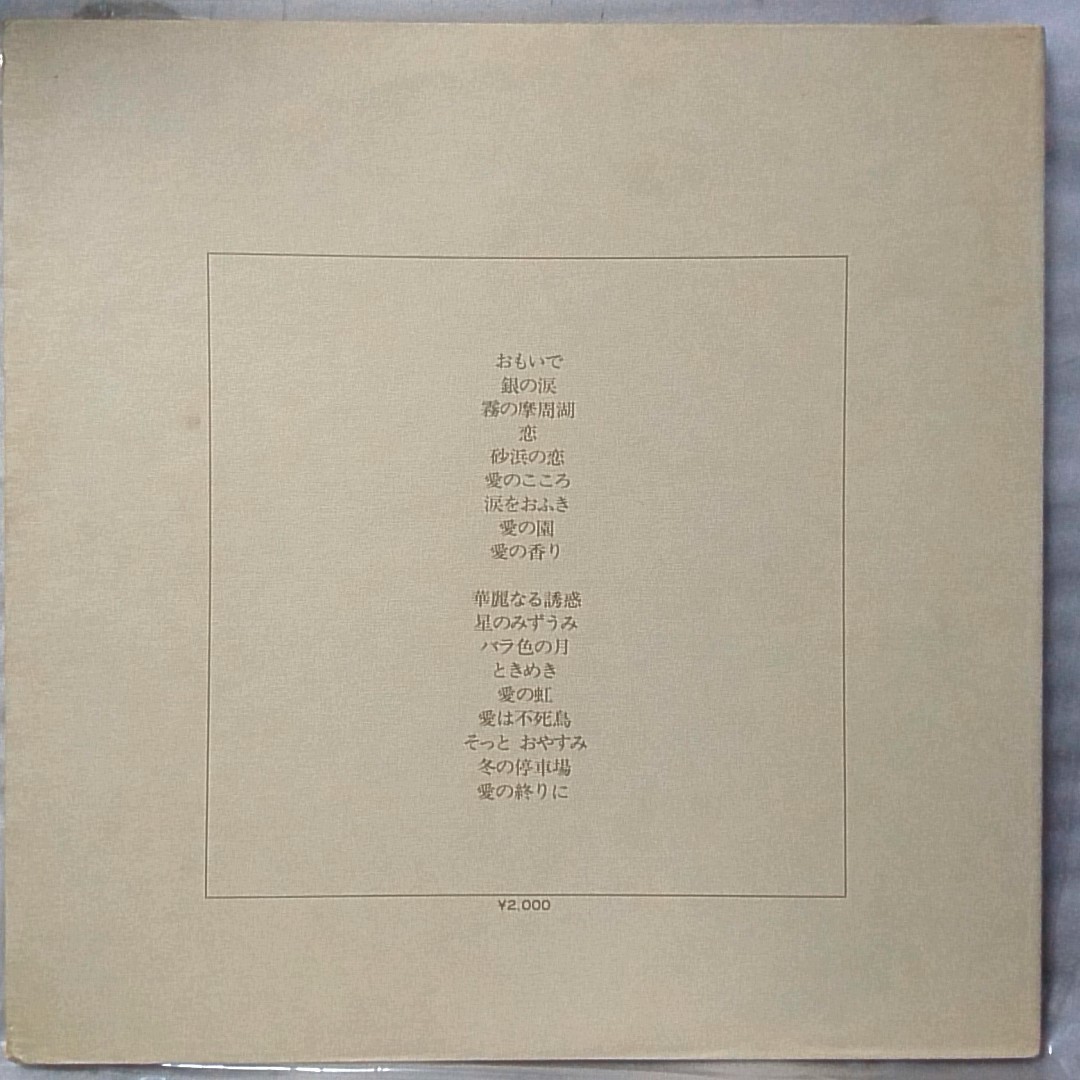 おもいで
銀の涙
霧の摩周湖
恋
砂浜の恋
愛のこころ
涙をおふき
愛の園
愛の香り
華麗なる誘惑
星のみずうみ
バラ色の月
ときめき
愛の虹
愛は不死鳥
そっと おやすみ
冬の停車場
愛の終りに
¥2,000